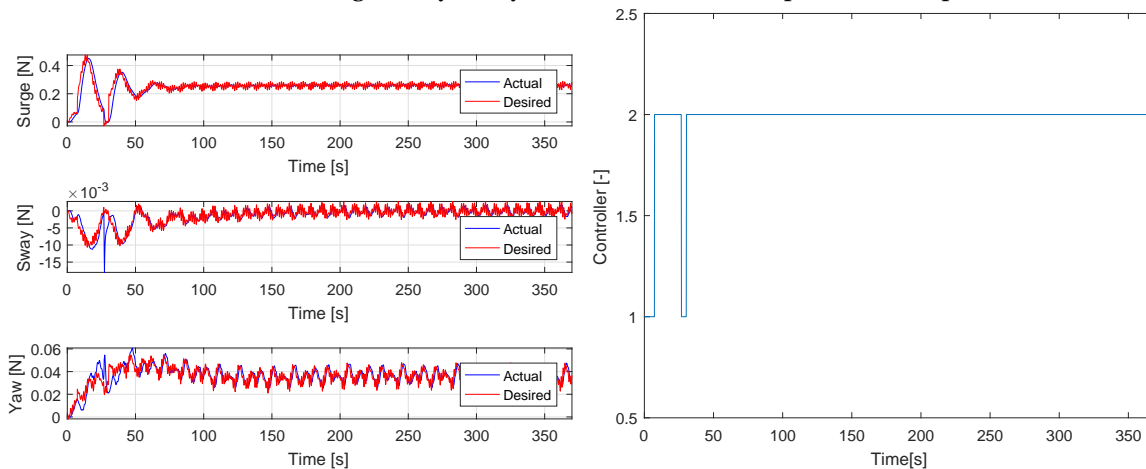 0.4
0.2
0
Surge [N]
Actual
Desired
0 50 100 150 200 250 300 350
Time [s]
× 10-3
0
-5
-10
-15
Sway [N]
Actual
Desired
0 50 100 150 200 250 300 350
Time [s]
0.06
0.04
0.02
0
Yaw [N]
Actual
Desired
0 50 100 150 200 250 300 350
Time [s]
2.5
2
1.5
1
0.5
Controller [-]
0 50 100 150 200 250 300 350
Time[s]